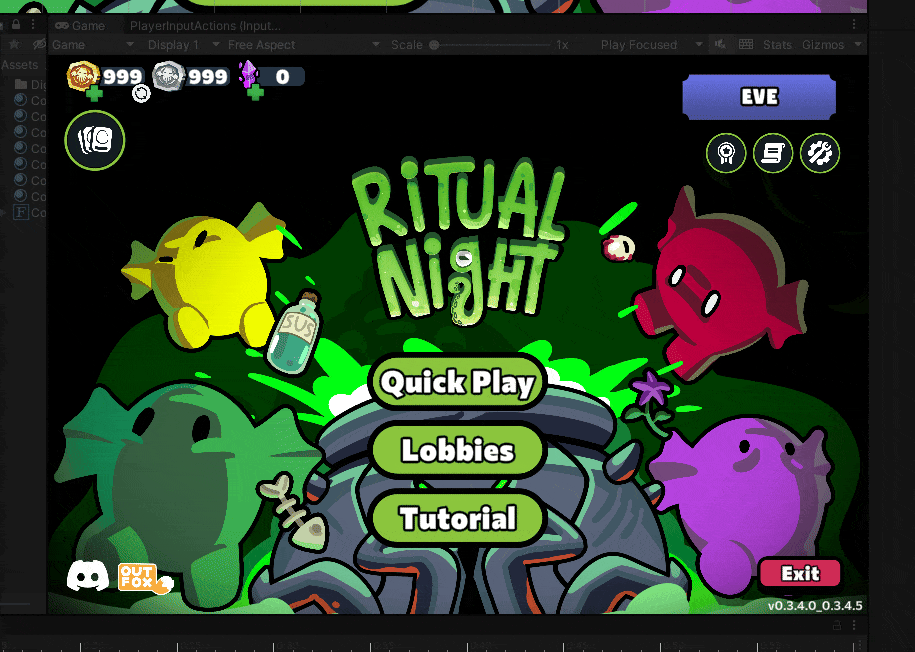 Game
PlayerInputActions (Input...
Game
Display 1
Free Aspect
Scale
1x
Play Focused
Stats
Gizmos
Assets
999
999
0
EVE
RITUAL
NIGHT
SUS
Quick Play
Lobbies
Tutorial
OUT
FOX
Exit
v0.3.4.0_0.3.4.5